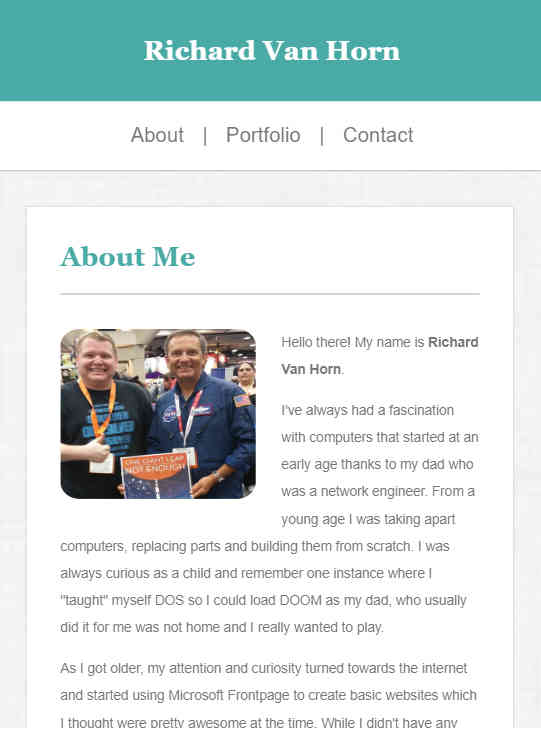 Richard Van Horn
About | Portfolio | Contact
About Me
Hello there! My name is Richard
Van Horn.
I've always had a fascination
with computers that started at an
early age thanks to my dad who
was a network engineer. From a
young age I was taking apart
computers, replacing parts and building them from scratch. I was
always curious as a child and remember one instance where I
"taught" myself DOS so I could load DOOM as my dad, who usually
did it for me was not home and I really wanted to play.
As I got older, my attention and curiosity turned towards the internet
and started using Microsoft Frontpage to create basic websites which
I thought were pretty awesome at the time. While I didn't have any
ONE GIANT LEAP
NOT ENOUGH